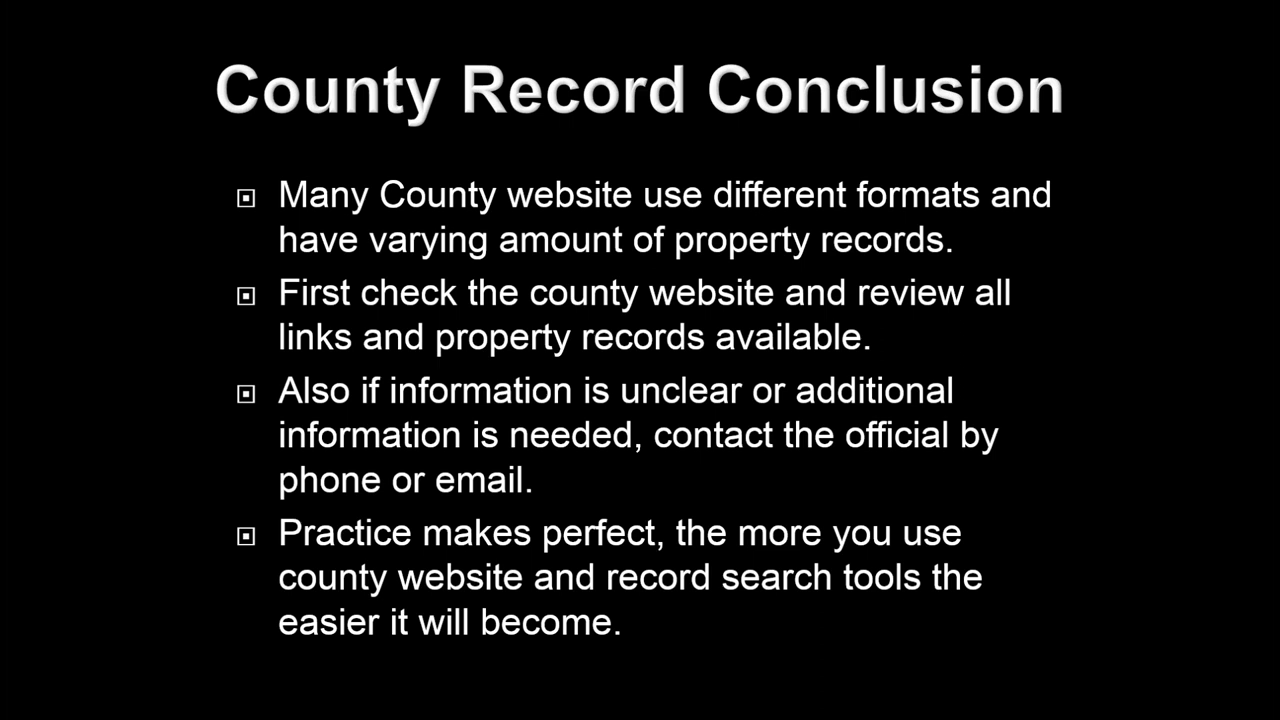 County Record Conclusion
Many County website use different formats and
have varying amount of property records.
First check the county website and review all
links and property records available.
Also if information is unclear or additional
information is needed, contact the official by
phone or email.
Practice makes perfect, the more you use
county website and record search tools the
easier it will become.